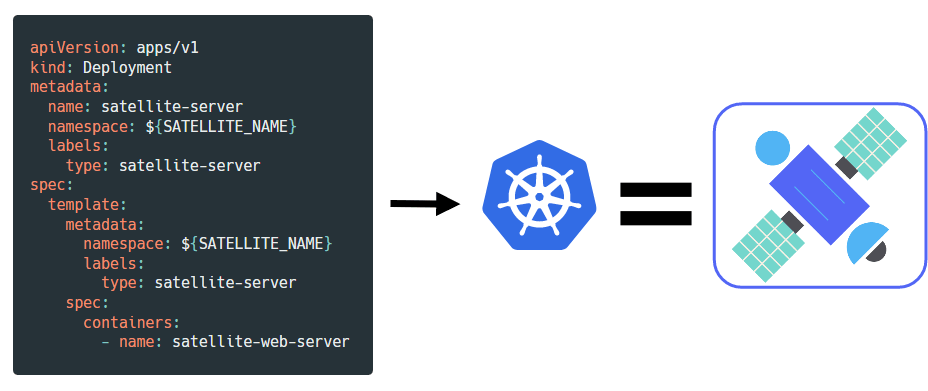 apiVersion: apps/v1
kind: Deployment
metadata:
  name: satellite-server
  namespace: ${SATELLITE_NAME}
  labels:
    type: satellite-server
spec:
  template:
    metadata:
      namespace: ${SATELLITE_NAME}
      labels:
        type: satellite-server
    spec:
      containers:
        - name: satellite-web-server